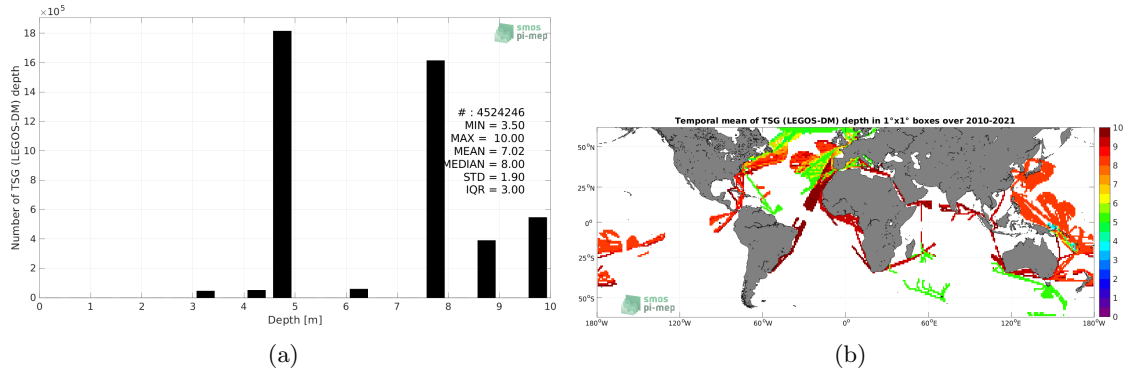 ×10⁵
18
16
14
12
10
8
6
4
2
0
Number of TSG (LEGOS-DM) depth
smos
pi-mep
# : 4524246
MIN = 3.50
MAX = 10.00
MEAN = 7.02
MEDIAN = 8.00
STD = 1.90
IQR = 3.00
1 2 3 4 5 6 7 8 9 10
Depth [m]
(a)
Temporal mean of TSG (LEGOS-DM) depth in 1°x1° boxes over 2010-2021
50°N
25°N
0°
25°S
50°S
smos
pi-mep
180°W 120°W 60°W 0° 60°E 120°E 180°W
10
9
8
7
6
5
4
3
2
1
0
(b)